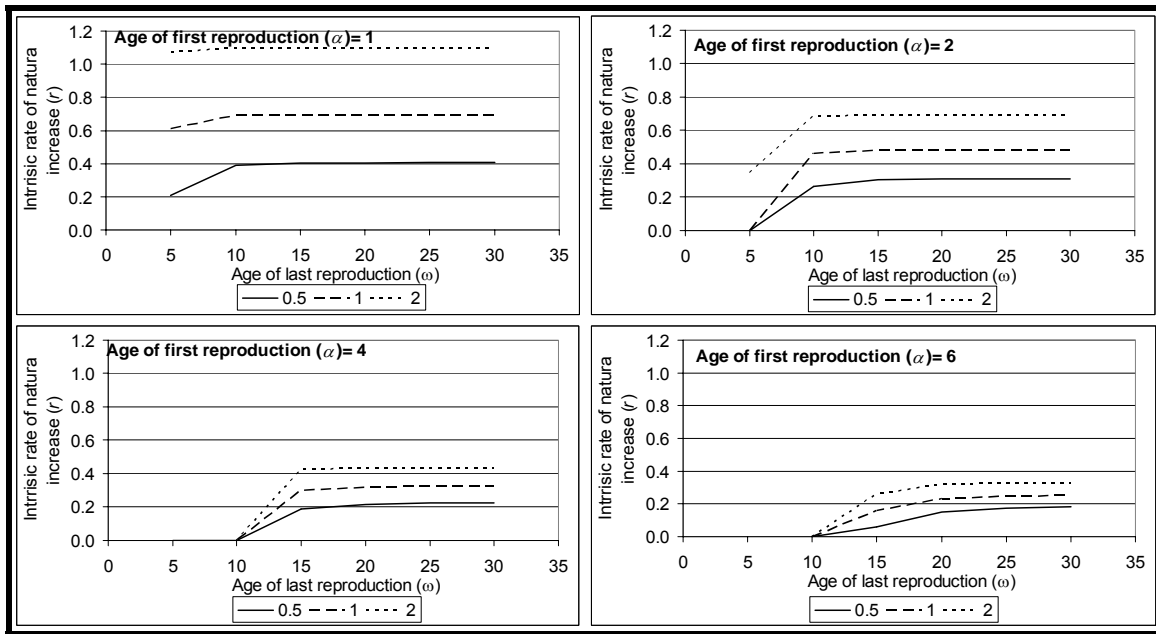 Age of first reproduction (α)= 1
Intrrisic rate of natura
increase (r)
1.2
1.0
0.8
0.6
0.4
0.2
0.0
0 5 10 15 20 25 30 35
Age of last reproduction (ω)
0.5 1 2
Age of first reproduction (α)= 2
Intrrisic rate of natura
increase (r)
1.2
1.0
0.8
0.6
0.4
0.2
0.0
0 5 10 15 20 25 30 35
Age of last reproduction (ω)
0.5 1 2
Age of first reproduction (α)= 4
Intrrisic rate of natura
increase (r)
1.2
1.0
0.8
0.6
0.4
0.2
0.0
0 5 10 15 20 25 30 35
Age of last reproduction (ω)
0.5 1 2
Age of first reproduction (α)= 6
Intrrisic rate of natura
increase (r)
1.2
1.0
0.8
0.6
0.4
0.2
0.0
0 5 10 15 20 25 30 35
Age of last reproduction (ω)
0.5 1 2